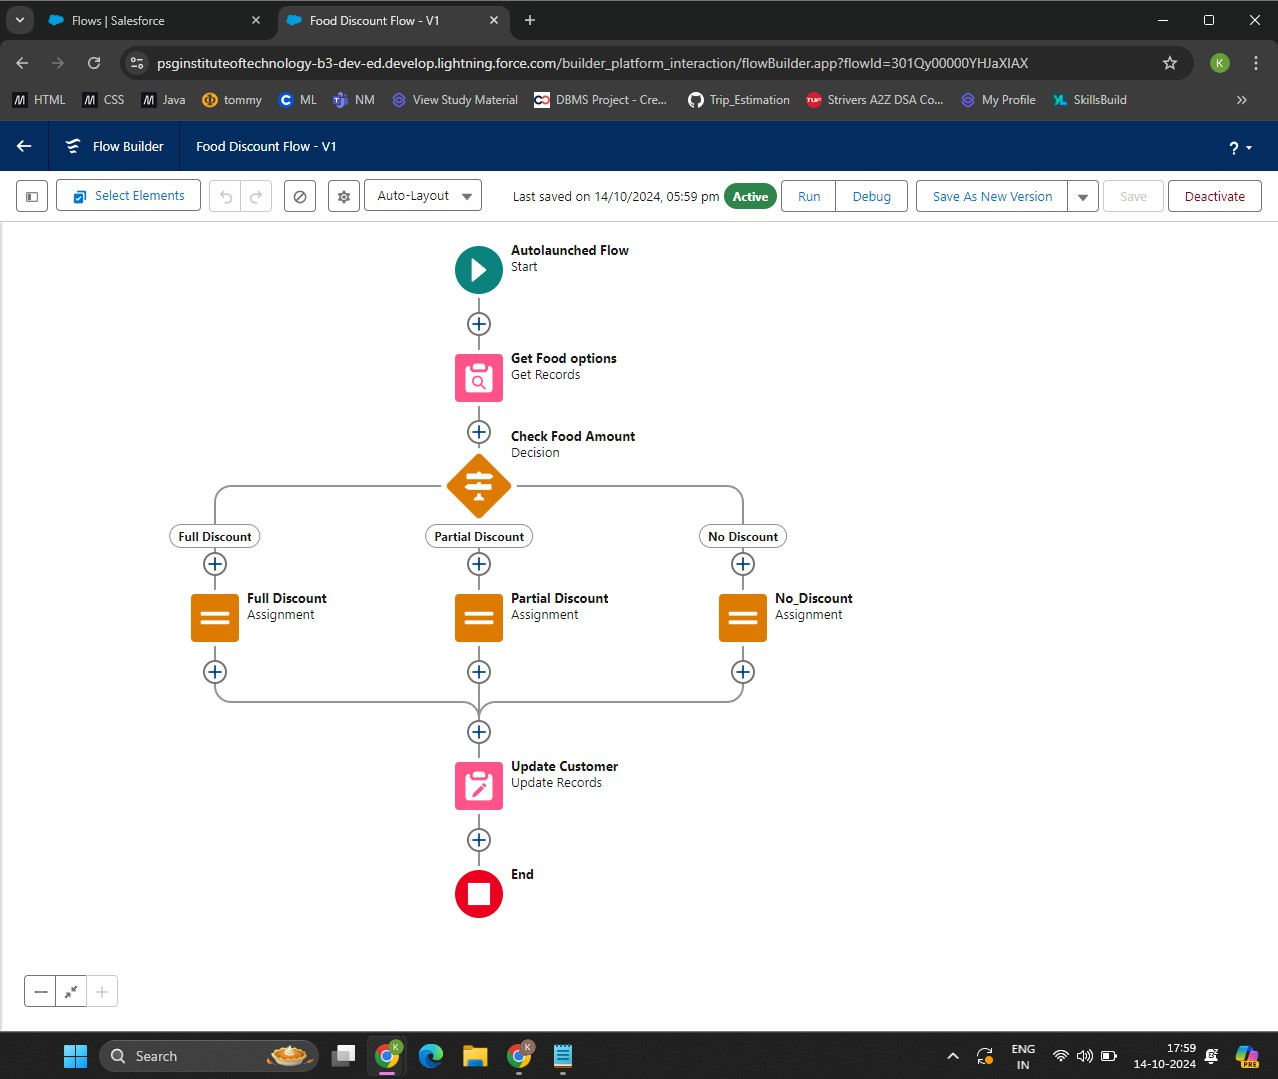 Flows | Salesforce
Food Discount Flow - V1
psginstituteoftechnology-b3-dev-ed.develop.lightning.force.com/builder_platform_interaction/flowBuilder.app?flowId=301Qy00000YHJaXIAX
K
HTML CSS Java tommy ML NM View Study Material DBMS Project - Cre... Trip_Estimation Strivers A2Z DSA Co... My Profile SkillsBuild
Flow Builder Food Discount Flow - V1 ?
Select Elements Auto-Layout Last saved on 14/10/2024, 05:59 pm Active Run Debug Save As New Version Save Deactivate
Autolaunched Flow
Start
Get Food options
Get Records
Check Food Amount
Decision
Full Discount Partial Discount No Discount
Full Discount
Assignment
Partial Discount
Assignment
No_Discount
Assignment
Update Customer
Update Records
End
Search
K
K
ENG
IN
17:59
14-10-2024
PRE